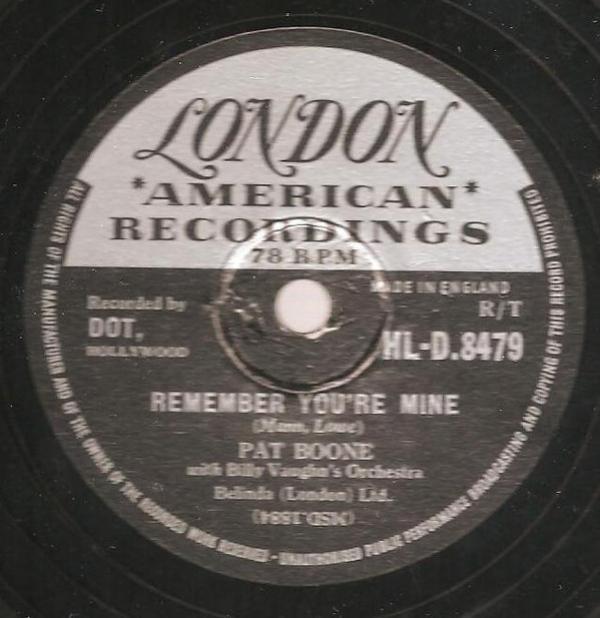 LONDON
*AMERICAN*
RECORDINGS
78 R.P.M.
MADE IN ENGLAND
Recorded by
DOT,
HOLLYWOOD
R/T
HL-D.8479
REMEMBER YOU'RE MINE
(Mann, Lowe)
PAT BOONE
with Billy Vaughn's Orchestra
Belinda (London) Ltd.
ALL RIGHTS OF THE MANUFACTURER AND OF THE OWNER OF THE RECORDED WORK RESERVED - UNAUTHORISED PUBLIC PERFORMANCE BROADCASTING AND COPYING OF THIS RECORD PROHIBITED